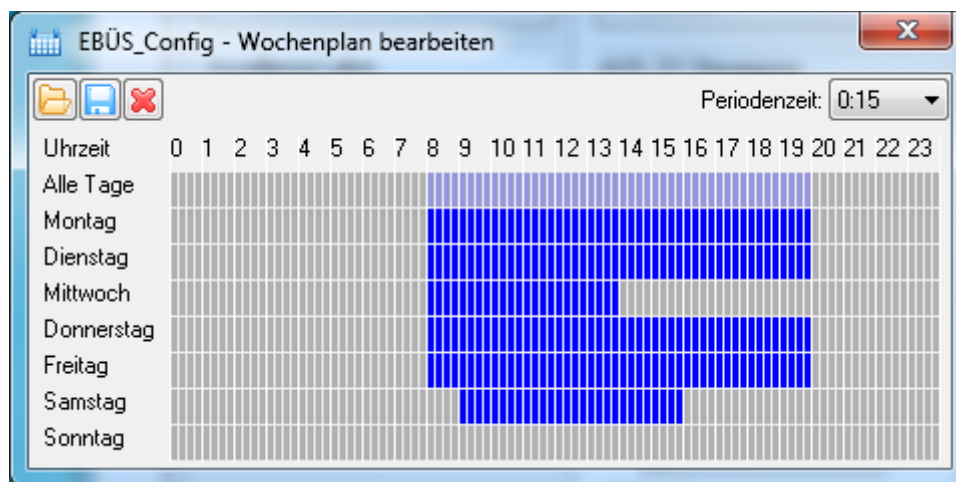 EBÜS_Config - Wochenplan bearbeiten
Periodenzeit: 0:15
Uhrzeit 0 1 2 3 4 5 6 7 8 9 10 11 12 13 14 15 16 17 18 19 20 21 22 23
Alle Tage
Montag
Dienstag
Mittwoch
Donnerstag
Freitag
Samstag
Sonntag